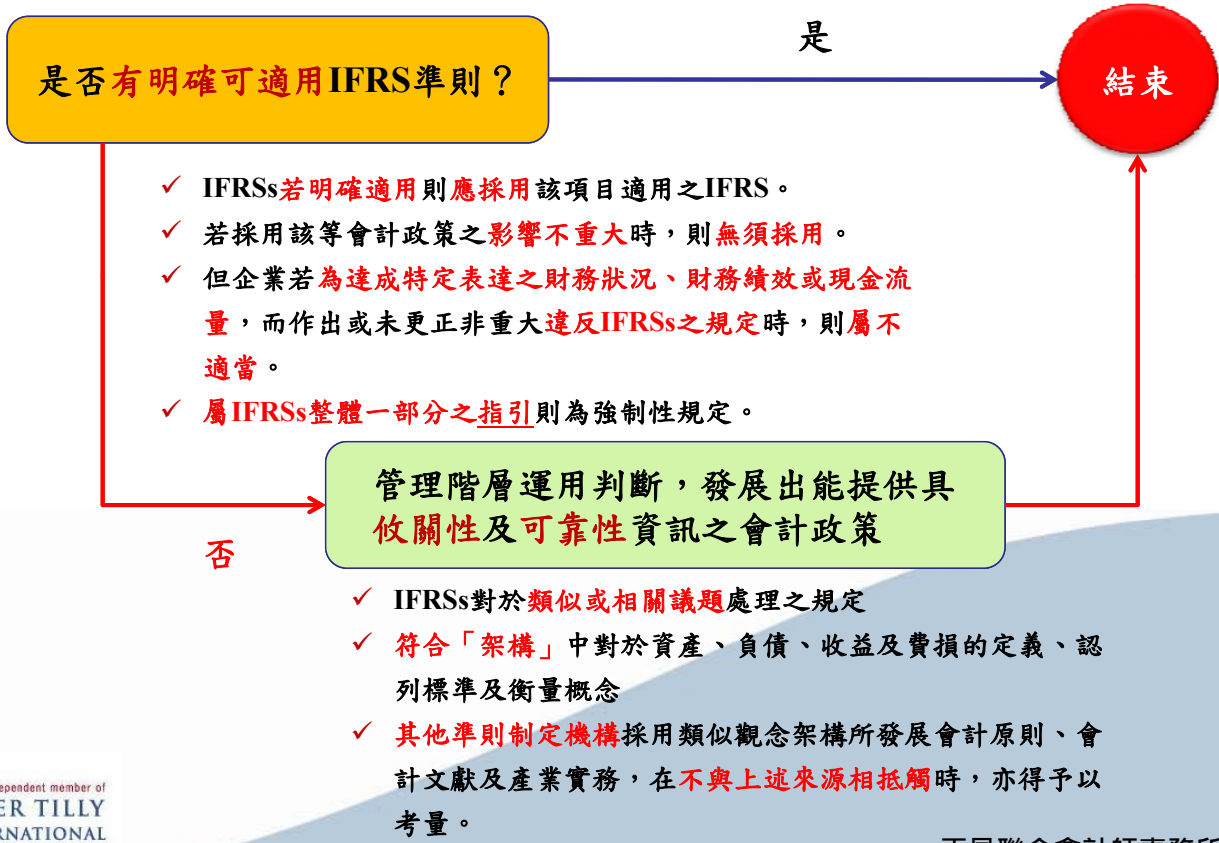 是
是否有明確可適用IFRS準則？
結束
✓ IFRSs若明確適用則應採用該項目適用之IFRS。
✓ 若採用該等會計政策之影響不重大時，則無須採用。
✓ 但企業若為達成特定表達之財務狀況、財務績效或現金流
量，而作出或未更正非重大違反IFRSs之規定時，則屬不
適當。
✓ 屬IFRSs整體一部分之指引則為強制性規定。
管理階層運用判斷，發展出能提供具
攸關性及可靠性資訊之會計政策
否
✓ IFRSs對於類似或相關議題處理之規定
✓ 符合「架構」中對於資產、負債、收益及費損的定義、認
列標準及衡量概念
✓ 其他準則制定機構採用類似觀念架構所發展會計原則、會
計文獻及產業實務，在不與上述來源相抵觸時，亦得予以
考量。
ependent member of
ER TILLY
RNATIONAL
聯合會計師事務所